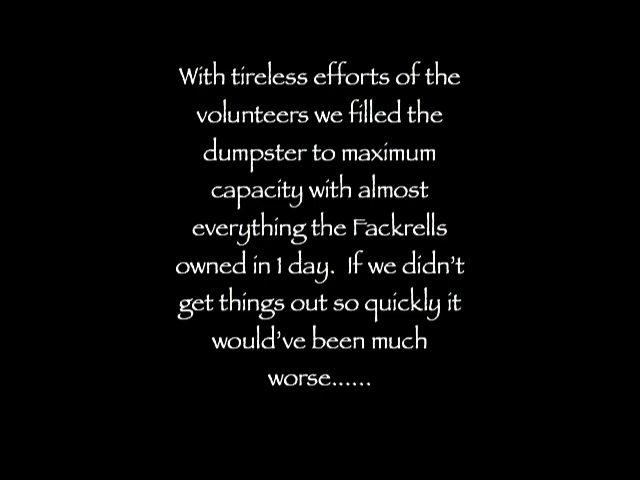 With tireless efforts of the
volunteers we filled the
dumpster to maximum
capacity with almost
everything the Fackrells
owned in 1 day.  If we didn't
get things out so quickly it
would've been much
worse......